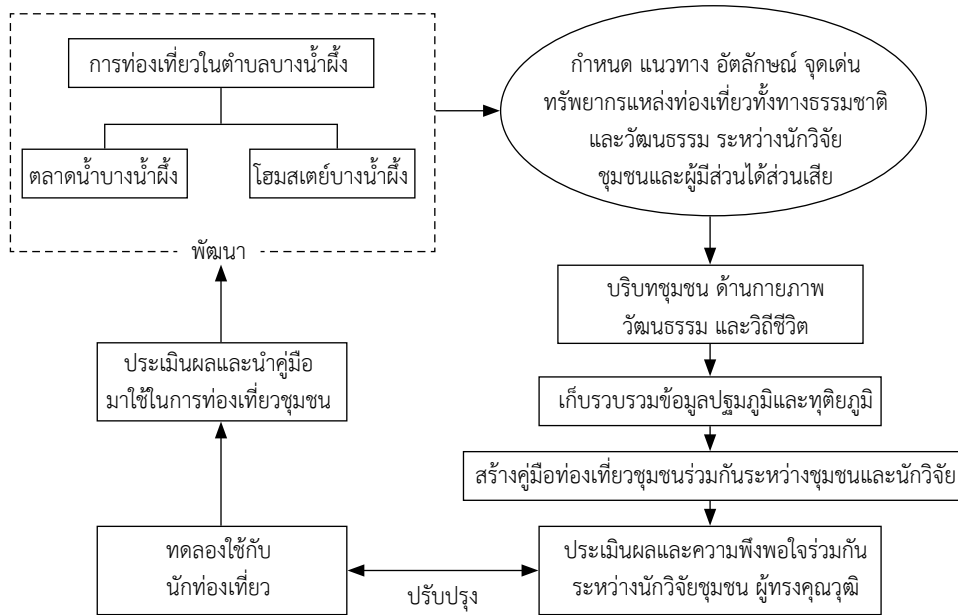 การท่องเที่ยวในตำบลบางน้ำผึ้ง
ตลาดน้ำบางน้ำผึ้ง
โฮมสเตย์บางน้ำผึ้ง
พัฒนา
กำหนด แนวทาง อัตลักษณ์ จุดเด่น
ทรัพยากรแหล่งท่องเที่ยวทั้งทางธรรมชาติ
และวัฒนธรรม ระหว่างนักวิจัย
ชุมชนและผู้มีส่วนได้ส่วนเสีย
บริบทชุมชน ด้านกายภาพ
วัฒนธรรม และวิถีชีวิต
เก็บรวบรวมข้อมูลปฐมภูมิและทุติยภูมิ
สร้างคู่มือท่องเที่ยวชุมชนร่วมกันระหว่างชุมชนและนักวิจัย
ประเมินผลและความพึงพอใจร่วมกัน
ระหว่างนักวิจัยชุมชน ผู้ทรงคุณวุฒิ
ปรับปรุง
ทดลองใช้กับ
นักท่องเที่ยว
ประเมินผลและนำคู่มือ
มาใช้ในการท่องเที่ยวชุมชน